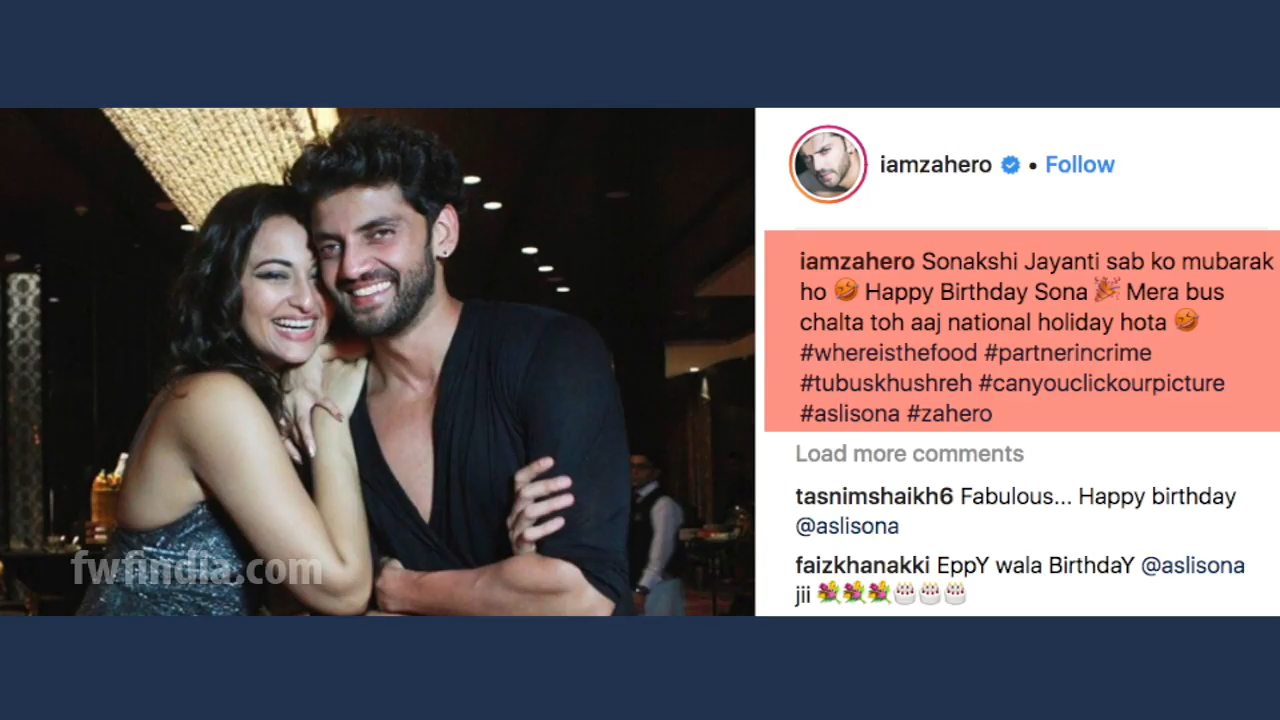 iamzahero • Follow
iamzahero Sonakshi Jayanti sab ko mubarak
ho 🤣 Happy Birthday Sona 🎉 Mera bus
chalta toh aaj national holiday hota 🤣
#whereisthefood #partnerincrime
#tubuskhushreh #canyouclickourpicture
#aslisona #zahero
Load more comments
tasnimshaikh6 Fabulous... Happy birthday
@aslisona
faizkhanakki EppY wala BirthdaY @aslisona
jii 💐💐💐🎂🎂🎂
fwfindia.com